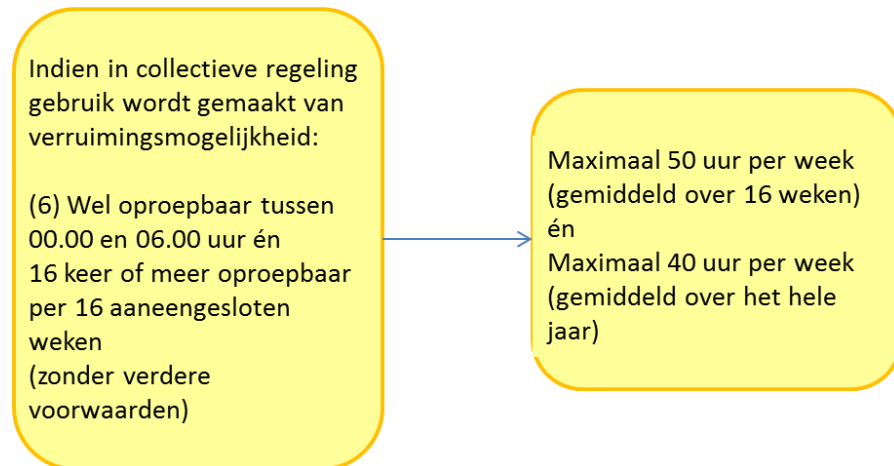 Indien in collectieve regeling
gebruik wordt gemaakt van
verruimingsmogelijkheid:
(6) Wel oproepbaar tussen
00.00 en 06.00 uur én
16 keer of meer oproepbaar
per 16 aaneengesloten
weken
(zonder verdere
voorwaarden)
Maximaal 50 uur per week
(gemiddeld over 16 weken)
én
Maximaal 40 uur per week
(gemiddeld over het hele
jaar)